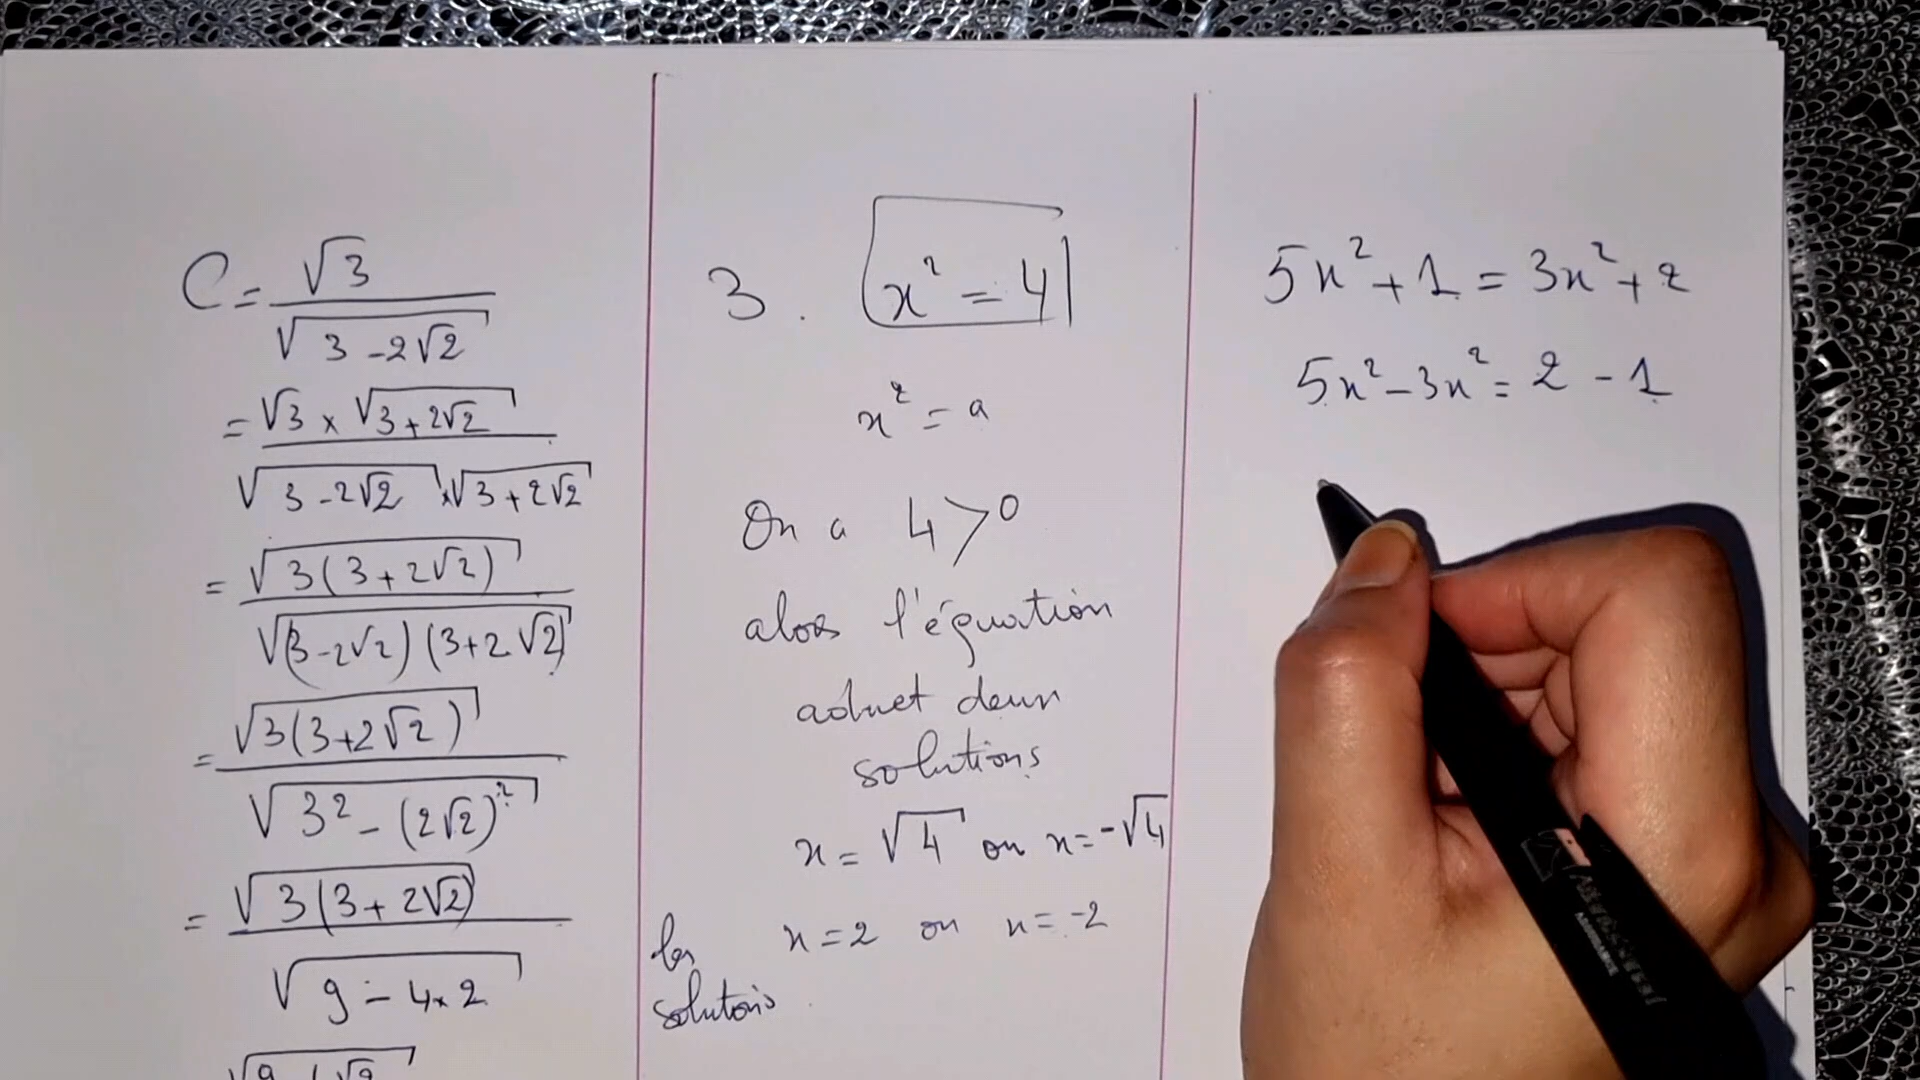 C = √3 / √(3 - 2√2)
= √3 × √(3 + 2√2) / √(3 - 2√2) × √(3 + 2√2)
= √(3(3 + 2√2)) / √((3 - 2√2)(3 + 2√2))
= √(3(3 + 2√2)) / √(3² - (2√2)²)
= √(3(3 + 2√2)) / √(9 - 4×2)
3. x² = 4
x² = a
On a 4 > 0
alors l'équation
admet deux
solutions
x = √4 ou x = -√4
les x = 2 ou x = -2
solutions
5x² + 1 = 3x² + 2
5x² - 3x² = 2 - 1